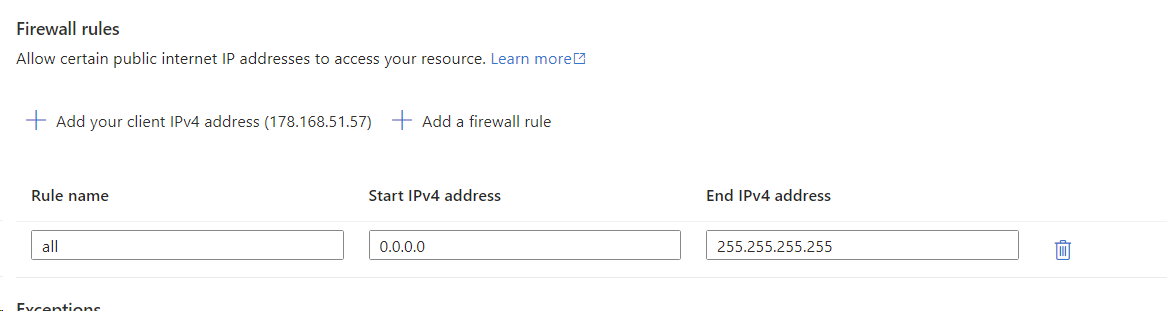 Firewall rules
Allow certain public internet IP addresses to access your resource. Learn more
Add your client IPv4 address (178.168.51.57) Add a firewall rule
Rule name Start IPv4 address End IPv4 address
all 0.0.0.0 255.255.255.255
Exceptions